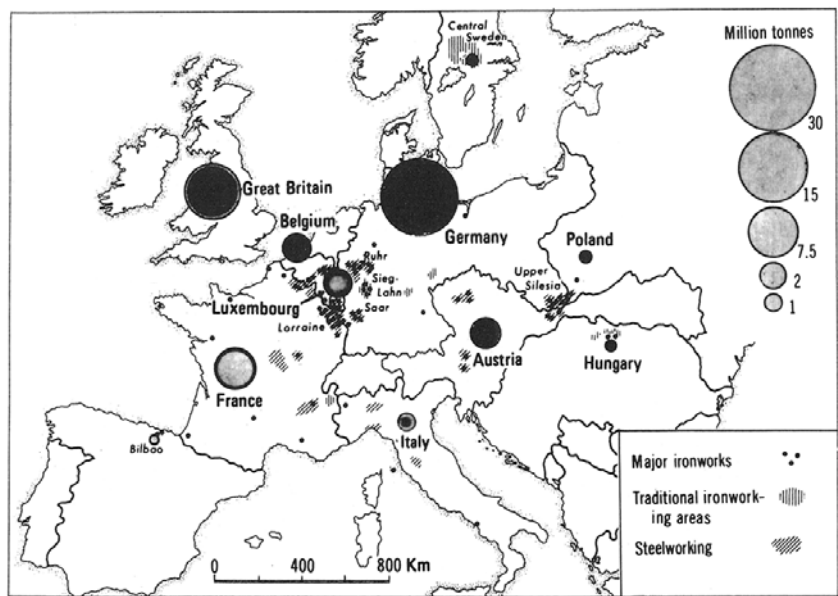 Central
Sweden
Million tonnes
30
15
7.5
2
1
Great Britain
Belgium
Germany
Poland
Ruhr
Sieg-
Lahn
Upper
Silesia
Luxembourg
Saar
Lorraine
Austria
Hungary
France
Italy
Bilbao
Major ironworks
Traditional ironwork-
ing areas
Steelworking
0 400 800 Km